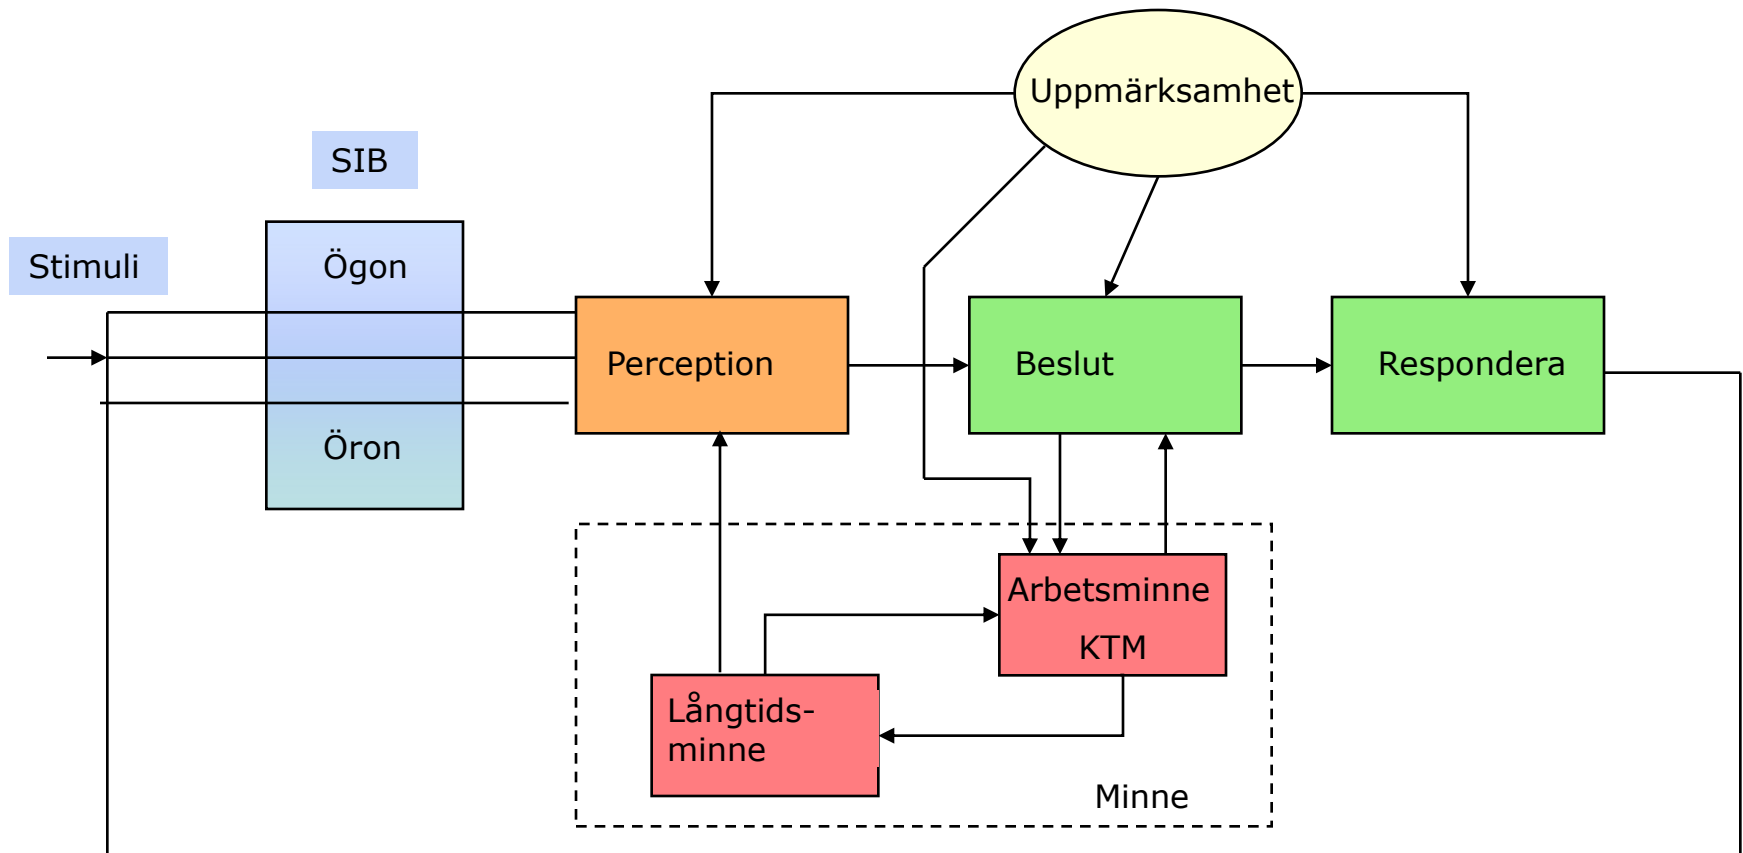 Uppmärksamhet
SIB
Stimuli
Ögon
Öron
Perception
Beslut
Respondera
Arbetsminne
KTM
Långtids-
minne
Minne